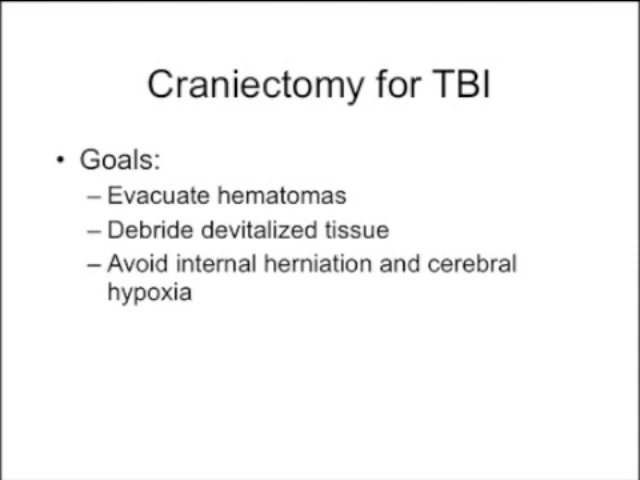 Craniectomy for TBI
• Goals:
– Evacuate hematomas
– Debride devitalized tissue
– Avoid internal herniation and cerebral
hypoxia